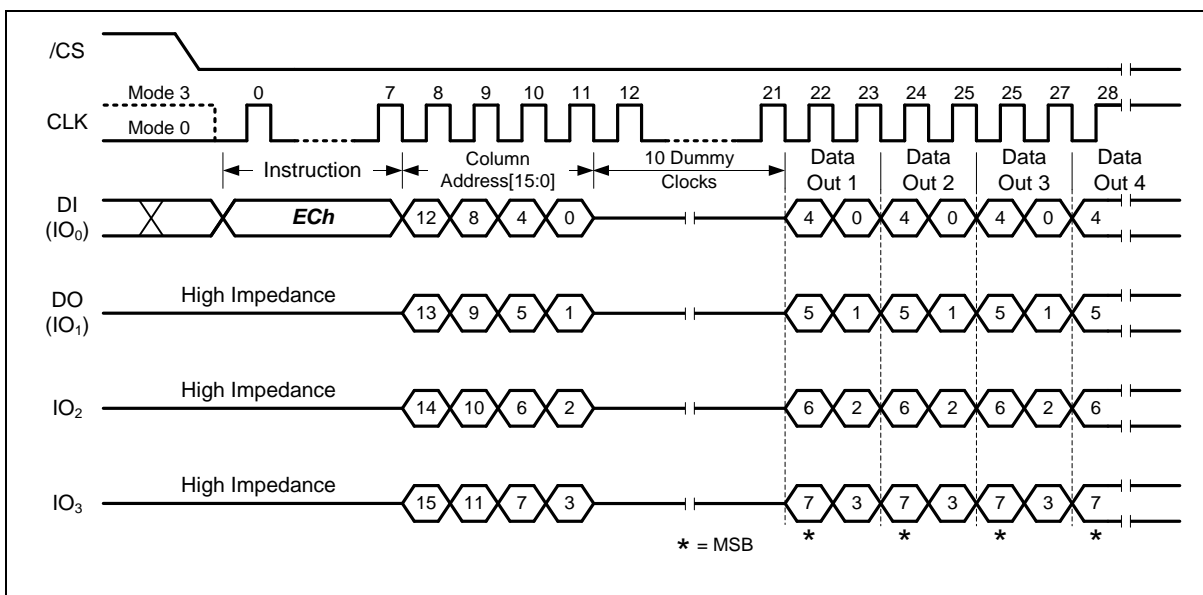 /CS
Mode 3
0 7 8 9 10 11 12 21 22 23 24 25 25 27 28
CLK
Mode 0
Instruction
Column
Address[15:0]
10 Dummy
Clocks
Data
Out 1
Data
Out 2
Data
Out 3
Data
Out 4
DI
(IO0)
ECh
12 8 4 0
4 0 4 0 4 0 4
DO
(IO1)
High Impedance
13 9 5 1
5 1 5 1 5 1 5
IO2
High Impedance
14 10 6 2
6 2 6 2 6 2 6
IO3
High Impedance
15 11 7 3
7 3 7 3 7 3 7
* = MSB
* * * *